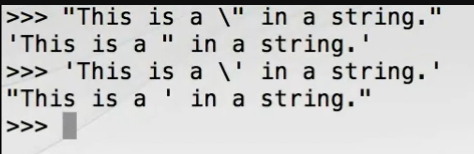 >>> "This is a \" in a string."
'This is a " in a string.'
>>> 'This is a \' in a string.'
"This is a ' in a string."
>>>